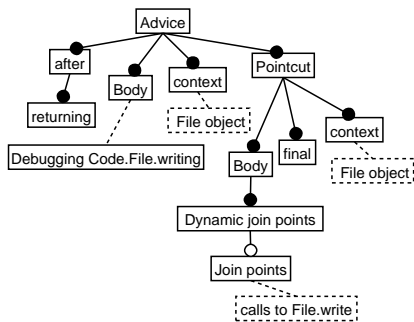 Advice
after
Body
context
Pointcut
returning
File object
context
Debugging Code.File.writing
Body
final
File object
Dynamic join points
Join points
calls to File.write